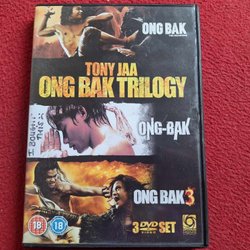 ONG BAK
TONY JAA
ONG BAK TRILOGY
ONG-BAK
ONG BAK 3
18
18
3 DVD SET